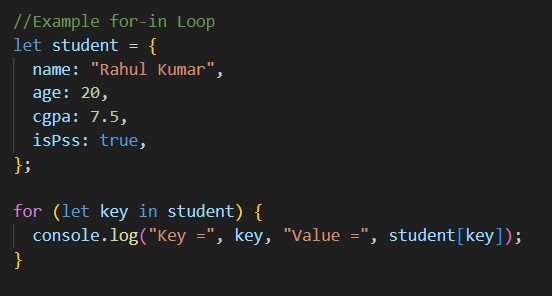 //Example for-in Loop
let student = {
  name: "Rahul Kumar",
  age: 20,
  cgpa: 7.5,
  isPss: true,
};

for (let key in student) {
  console.log("Key =", key, "Value =", student[key]);
}